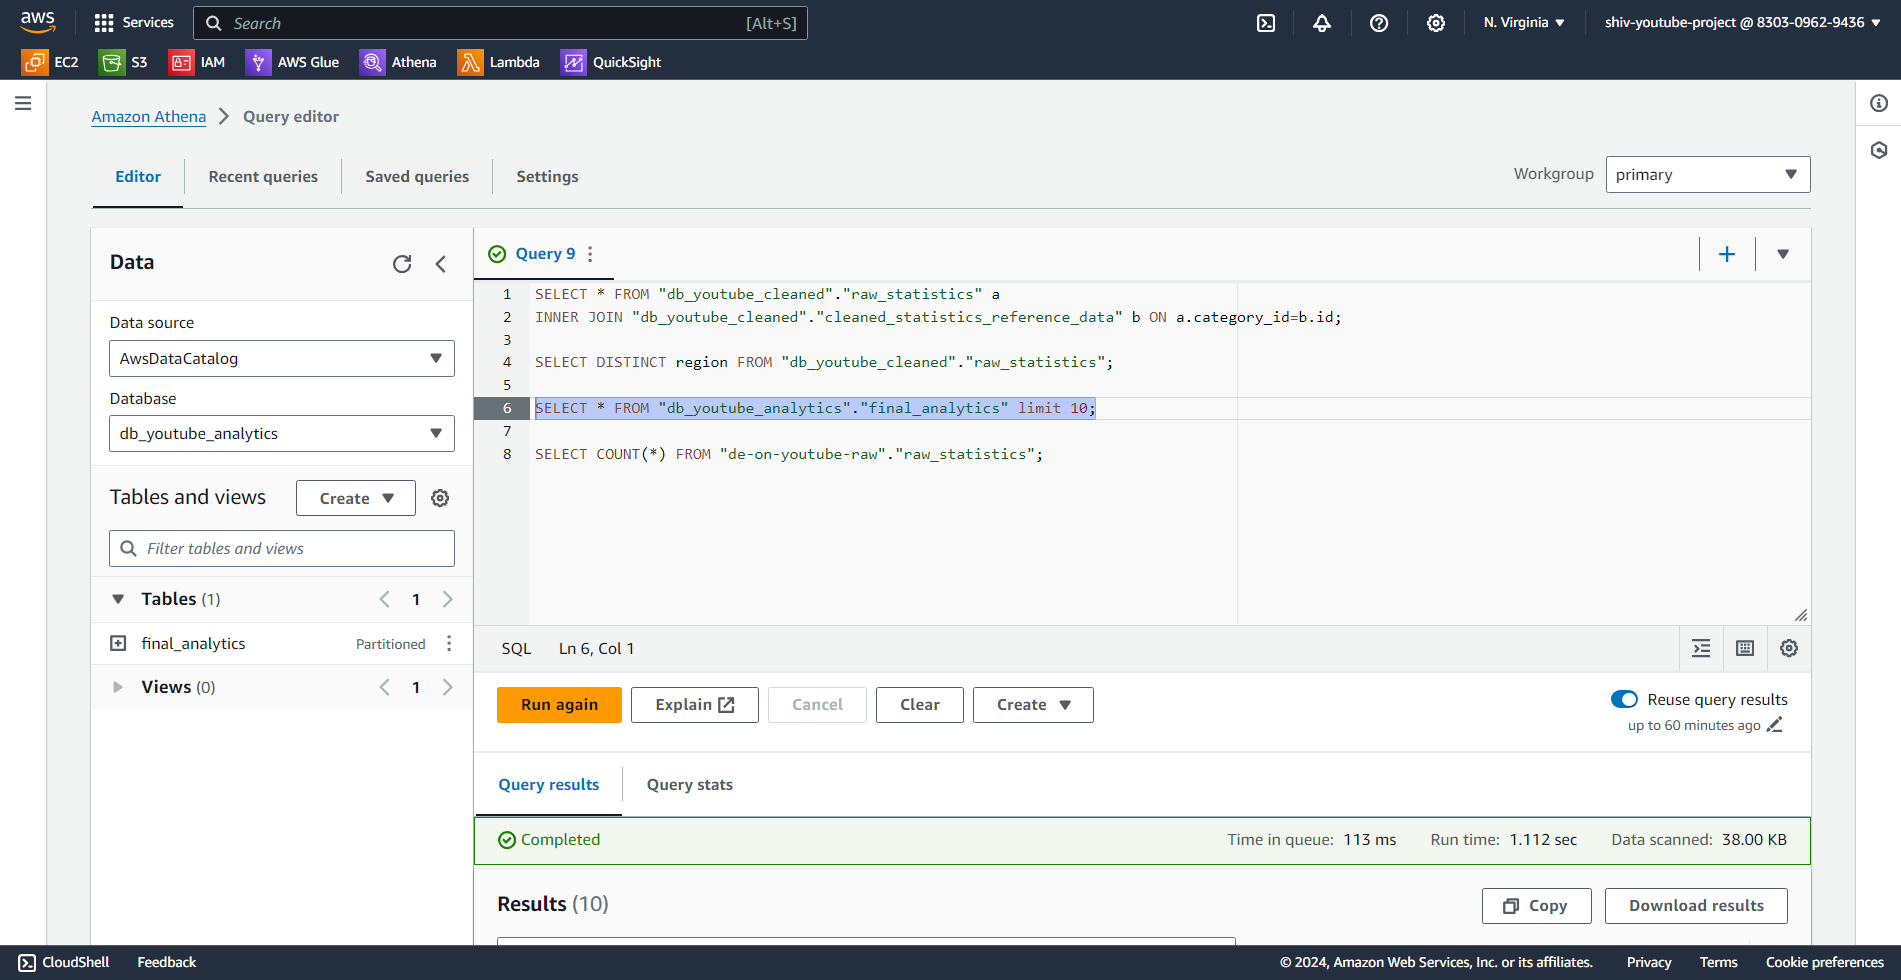 aws
Services
Search
[Alt+S]
N. Virginia
shiv-youtube-project @ 8303-0962-9436
EC2
S3
IAM
AWS Glue
Athena
Lambda
QuickSight
Amazon Athena
Query editor
Editor
Recent queries
Saved queries
Settings
Workgroup
primary
Data
Data source
AwsDataCatalog
Database
db_youtube_analytics
Tables and views
Create
Filter tables and views
Tables (1)
1
final_analytics
Partitioned
Views (0)
1
Query 9
1 SELECT * FROM "db_youtube_cleaned"."raw_statistics" a
2 INNER JOIN "db_youtube_cleaned"."cleaned_statistics_reference_data" b ON a.category_id=b.id;
3
4 SELECT DISTINCT region FROM "db_youtube_cleaned"."raw_statistics";
5
6 SELECT * FROM "db_youtube_analytics"."final_analytics" limit 10;
7
8 SELECT COUNT(*) FROM "de-on-youtube-raw"."raw_statistics";
SQL
Ln 6, Col 1
Run again
Explain
Cancel
Clear
Create
Reuse query results
up to 60 minutes ago
Query results
Query stats
Completed
Time in queue: 113 ms
Run time: 1.112 sec
Data scanned: 38.00 KB
Results (10)
Copy
Download results
CloudShell
Feedback
© 2024, Amazon Web Services, Inc. or its affiliates.
Privacy
Terms
Cookie preferences